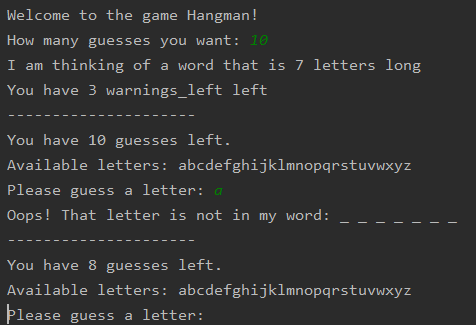 Welcome to the game Hangman!
How many guesses you want: 10
I am thinking of a word that is 7 letters long
You have 3 warnings_left left
---------------------
You have 10 guesses left.
Available letters: abcdefghijklmnopqrstuvwxyz
Please guess a letter: a
Oops! That letter is not in my word: _ _ _ _ _ _ _
---------------------
You have 8 guesses left.
Available letters: abcdefghijklmnopqrstuvwxyz
Please guess a letter: